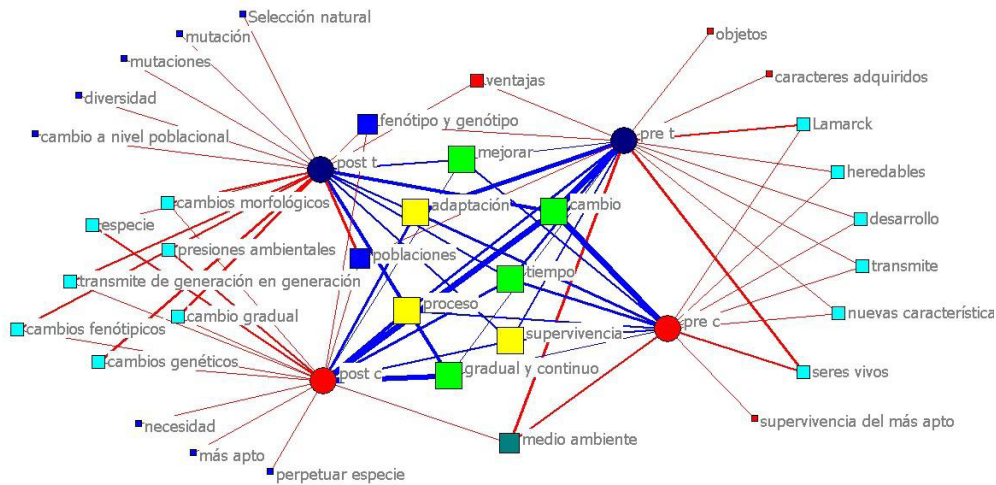 Selección natural
objetos
mutación
mutaciones
caracteres adquiridos
ventajas
diversidad
fenótipo y genótipo
Lamarck
cambio a nivel poblacional
pre t
mejorar
post t
heredables
cambios morfológicos
adaptación
cambio
desarrollo
especie
presiones ambientales
poblaciones
transmite
tiempo
transmite de generación en generación
proceso
nuevas característica
cambio gradual
cambios fenótipicos
pre c
supervivencia
cambios genéticos
post c
gradual y continuo
seres vivos
necesidad
supervivencia del más apto
medio ambiente
más apto
perpetuar especie